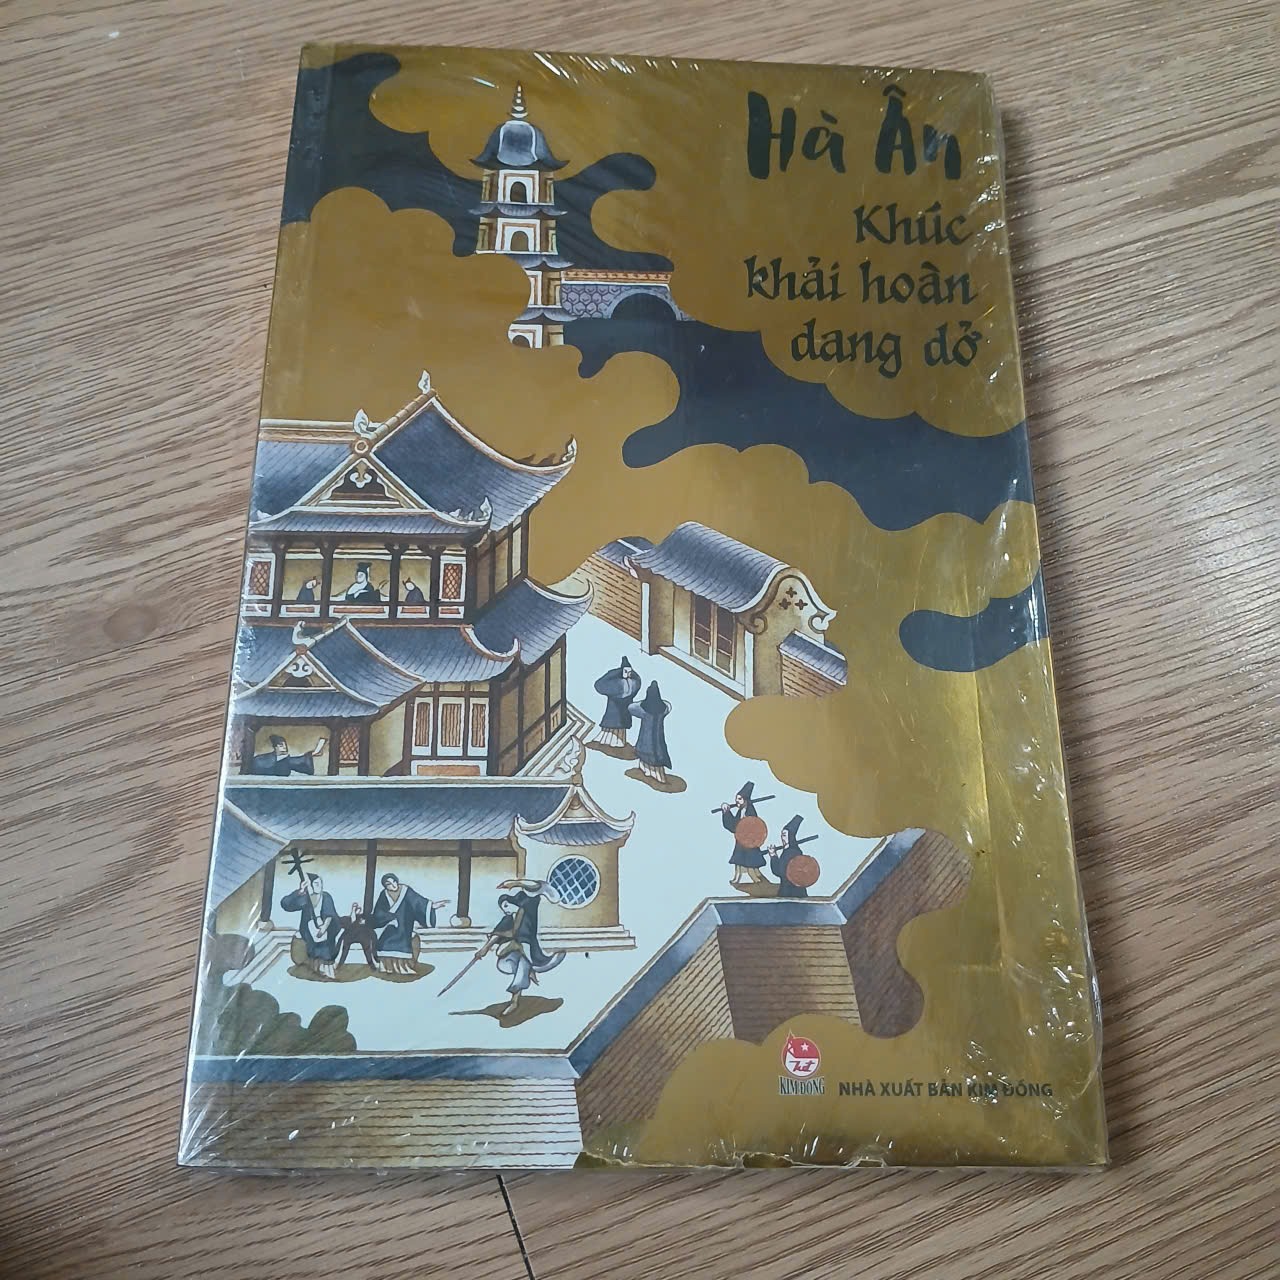 Hà Ân
Khúc
khải hoàn
dang dở
KIM ĐỒNG
NHÀ XUẤT BẢN KIM ĐỒNG